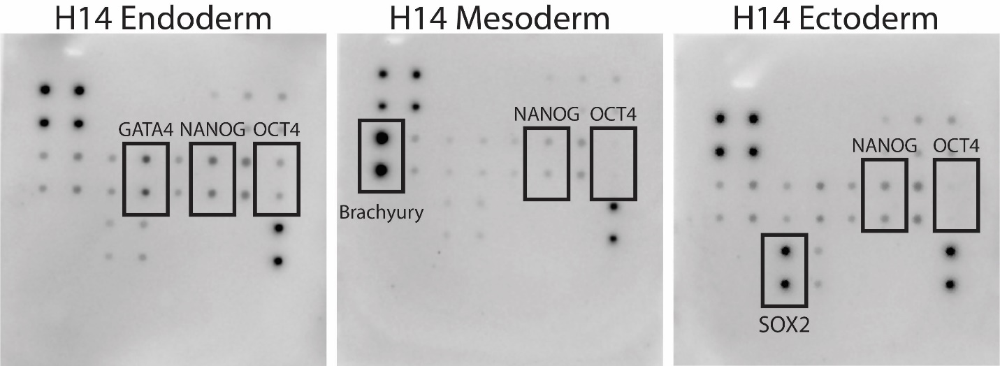 H14 Endoderm
GATA4 NANOG OCT4
H14 Mesoderm
NANOG OCT4
Brachyury
H14 Ectoderm
NANOG OCT4
SOX2